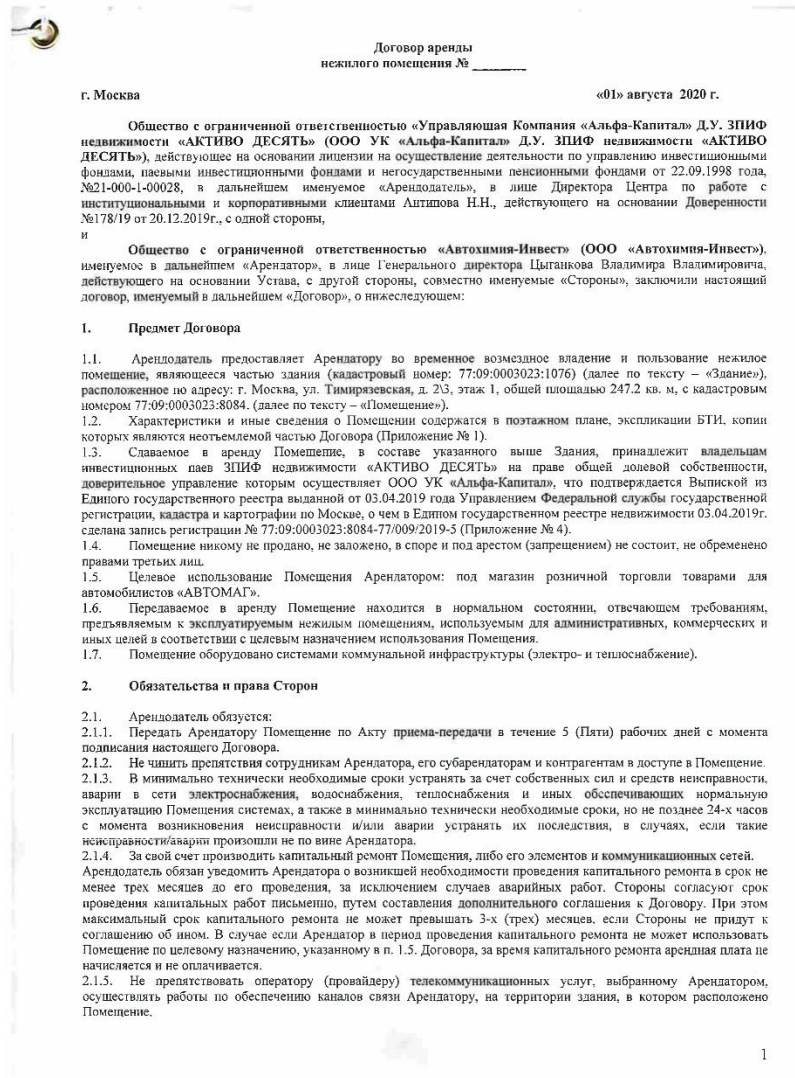 Договор аренды
нежилого помещения № ________
г. Москва «01» августа 2020 г.
Общество с ограниченной ответственностью «Управляющая Компания «Альфа-Капитал» Д.У. ЗПИФ
недвижимости «АКТИВО ДЕСЯТЬ» (ООО УК «Альфа-Капитал» Д.У. ЗПИФ недвижимости «АКТИВО
ДЕСЯТЬ»), действующее на основании лицензии на осуществление деятельности по управлению инвестиционными
фондами, паевыми инвестиционными фондами и негосударственными пенсионными фондами от 22.09.1998 года,
№21-000-1-00028, в дальнейшем именуемое «Арендодатель», в лице Директора Центра по работе с
институциональными и корпоративными клиентами Антипова Н.Н., действующего на основании Доверенности
№178/19 от 20.12.2019г., с одной стороны,
и
Общество с ограниченной ответственностью «Автохимия-Инвест» (ООО «Автохимия-Инвест»),
именуемое в дальнейшем «Арендатор», в лице Генерального директора Цыганкова Владимира Владимировича,
действующего на основании Устава, с другой стороны, совместно именуемые «Стороны», заключили настоящий
договор, именуемый в дальнейшем «Договор», о нижеследующем:
1. Предмет Договора
1.1. Арендодатель предоставляет Арендатору во временное возмездное владение и пользование нежилое
помещение, являющееся частью здания (кадастровый номер: 77:09:0003023:1076) (далее по тексту – «Здание»),
расположенное по адресу: г. Москва, ул. Тимирязевская, д. 2\3, этаж 1, общей площадью 247.2 кв. м, с кадастровым
номером 77:09:0003023:8084. (далее по тексту – «Помещение»).
1.2. Характеристики и иные сведения о Помещении содержатся в поэтажном плане, экспликации БТИ, копии
которых являются неотъемлемой частью Договора (Приложение № 1).
1.3. Сдаваемое в аренду Помещение, в составе указанного выше Здания, принадлежит владельцам
инвестиционных паев ЗПИФ недвижимости «АКТИВО ДЕСЯТЬ» на праве общей долевой собственности,
доверительное управление которым осуществляет ООО УК «Альфа-Капитал», что подтверждается Выпиской из
Единого государственного реестра выданной от 03.04.2019 года Управлением Федеральной службы государственной
регистрации, кадастра и картографии по Москве, о чем в Едином государственном реестре недвижимости 03.04.2019г.
сделана запись регистрации № 77:09:0003023:8084-77/009/2019-5 (Приложение № 4).
1.4. Помещение никому не продано, не заложено, в споре и под арестом (запрещением) не состоит, не обременено
правами третьих лиц.
1.5. Целевое использование Помещения Арендатором: под магазин розничной торговли товарами для
автомобилистов «АВТОМАГ».
1.6. Передаваемое в аренду Помещение находится в нормальном состоянии, отвечающем требованиям,
предъявляемым к эксплуатируемым нежилым помещениям, используемым для административных, коммерческих и
иных целей в соответствии с целевым назначением использования Помещения.
1.7. Помещение оборудовано системами коммунальной инфраструктуры (электро- и теплоснабжение).
2. Обязательства и права Сторон
2.1. Арендодатель обязуется:
2.1.1. Передать Арендатору Помещение по Акту приема-передачи в течение 5 (Пяти) рабочих дней с момента
подписания настоящего Договора.
2.1.2. Не чинить препятствия сотрудникам Арендатора, его субарендаторам и контрагентам в доступе в Помещение.
2.1.3. В минимально технически необходимые сроки устранять за счет собственных сил и средств неисправности,
аварии в сети электроснабжения, водоснабжения, теплоснабжения и иных обеспечивающих нормальную
эксплуатацию Помещения системах, а также в минимально технически необходимые сроки, но не позднее 24-х часов
с момента возникновения неисправности и/или аварии устранять их последствия, в случаях, если такие
неисправности/аварии произошли не по вине Арендатора.
2.1.4. За свой счет производить капитальный ремонт Помещения, либо его элементов и коммуникационных сетей.
Арендодатель обязан уведомить Арендатора о возникшей необходимости проведения капитального ремонта в срок не
менее трех месяцев до его проведения, за исключением случаев аварийных работ. Стороны согласуют срок
проведения капитальных работ письменно, путем составления дополнительного соглашения к Договору. При этом
максимальный срок капитального ремонта не может превышать 3-х (трех) месяцев, если Стороны не придут к
соглашению об ином. В случае если Арендатор в период проведения капитального ремонта не может использовать
Помещение по целевому назначению, указанному в п. 1.5. Договора, за время капитального ремонта арендная плата не
начисляется и не оплачивается.
2.1.5. Не препятствовать оператору (провайдеру) телекоммуникационных услуг, выбранному Арендатором,
осуществлять работы по обеспечению каналов связи Арендатору, на территории здания, в котором расположено
Помещение.
1